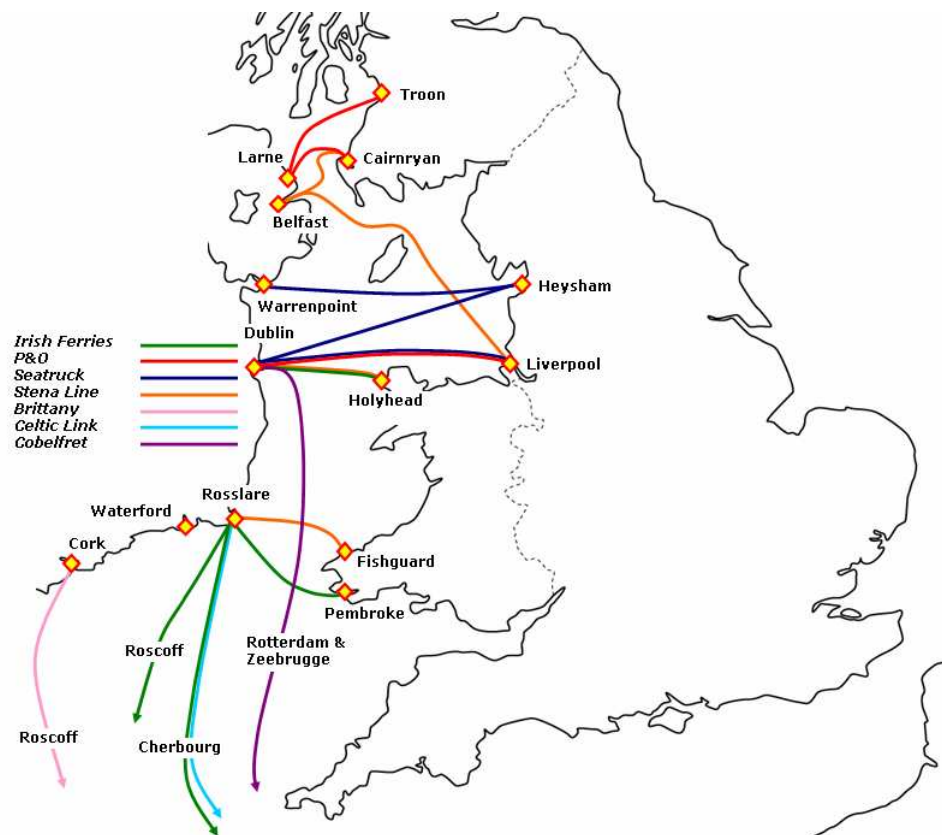 Troon
Larne
Cairnryan
Belfast
Warrenpoint
Heysham
Dublin
Irish Ferries
P&O
Seatruck
Stena Line
Brittany
Celtic Link
Cobelfret
Liverpool
Holyhead
Rosslare
Waterford
Cork
Fishguard
Pembroke
Roscoff
Rotterdam &
Zeebrugge
Roscoff
Cherbourg